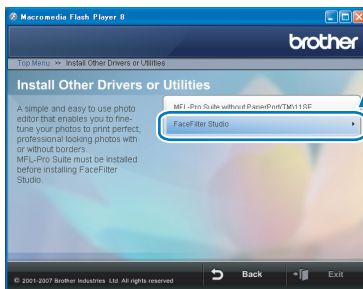 Macromedia Flash Player 8
brother
Top Menu >> Install Other Drivers or Utilities
Install Other Drivers or Utilities
A simple and easy to use photo
editor that enables you to fine-
tune your photos to print perfect,
professional looking photos with
or without borders.
MFL-Pro Suite must be installed
before installing FaceFilter
Studio.
MFL-Pro Suite without PaperPort(TM)11SE
FaceFilter Studio
© 2001-2007 Brother Industries Ltd. All rights reserved
Back
Exit